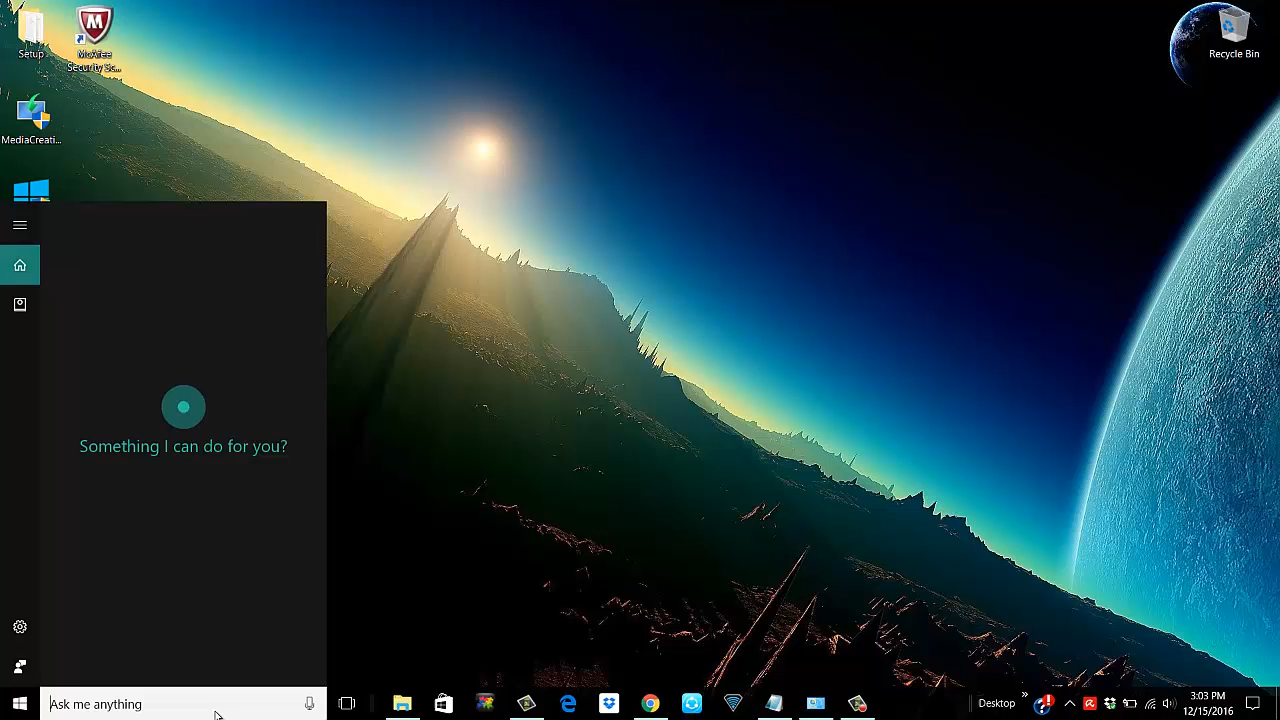 Setup
McAfee
Security Sc...
Recycle Bin
MediaCreati...
Something I can do for you?
Ask me anything
Desktop
3:03 PM
12/15/2016